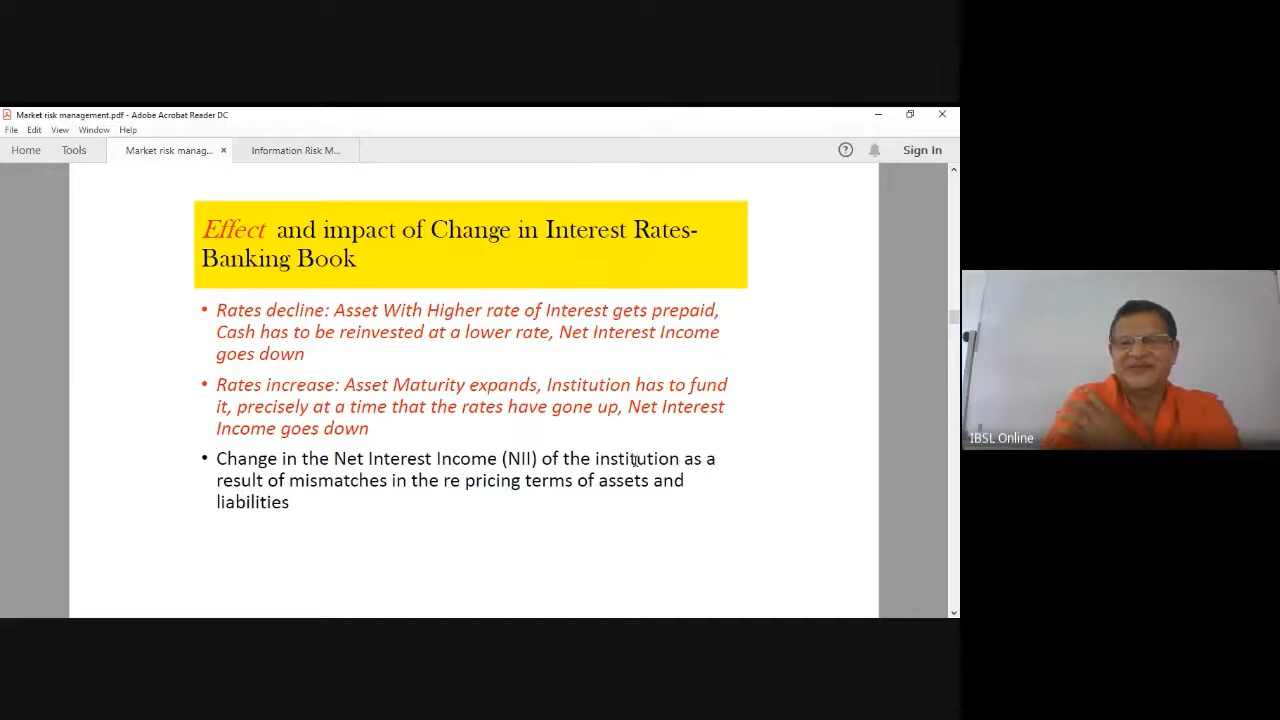 Market risk management.pdf - Adobe Acrobat Reader DC
File Edit View Window Help
Home Tools Market risk manag... × Information Risk M... Sign In
Effect and impact of Change in Interest Rates-
Banking Book
• Rates decline: Asset With Higher rate of Interest gets prepaid,
Cash has to be reinvested at a lower rate, Net Interest Income
goes down
• Rates increase: Asset Maturity expands, Institution has to fund
it, precisely at a time that the rates have gone up, Net Interest
Income goes down
• Change in the Net Interest Income (NII) of the institution as a
result of mismatches in the re pricing terms of assets and
liabilities
IBSL Online